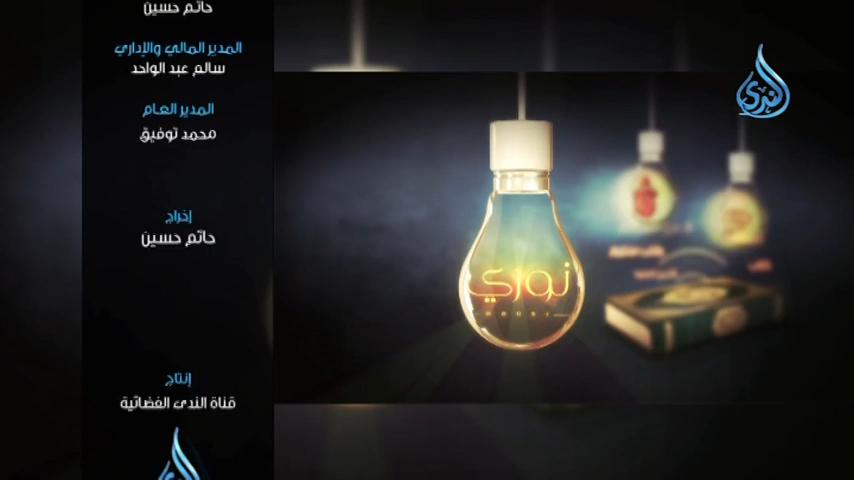 حاتم حسين
المدير المالي والإداري
سالم عبد الواحد
المدير العام
محمد توفيق
إخراج
حاتم حسين
إنتاج
قناة الندى الفضائية
الندى
نوري